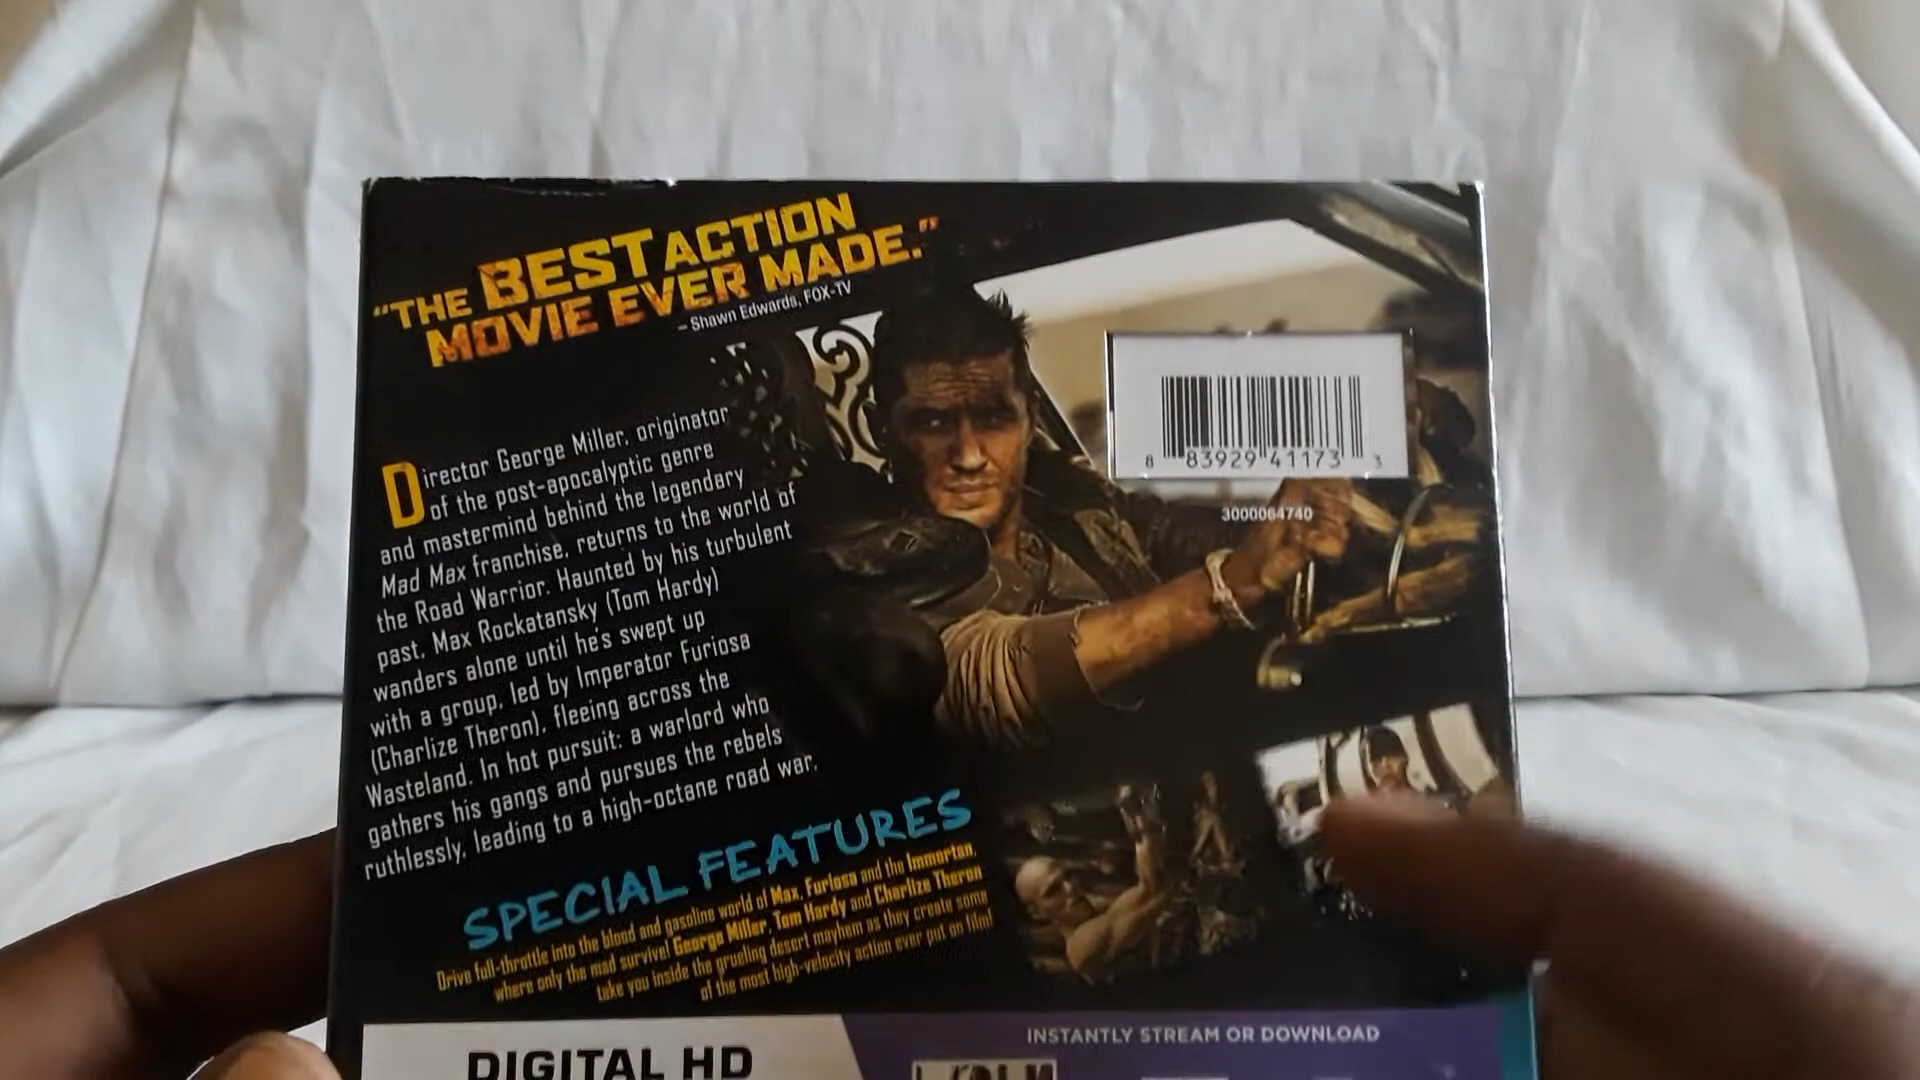 “THE BEST ACTION
MOVIE EVER MADE.”
– Shawn Edwards, FOX-TV
Director George Miller, originator
of the post-apocalyptic genre
and mastermind behind the legendary
Mad Max franchise, returns to the world of
the Road Warrior. Haunted by his turbulent
past, Max Rockatansky (Tom Hardy)
wanders alone until he's swept up
with a group, led by Imperator Furiosa
(Charlize Theron), fleeing across the
Wasteland. In hot pursuit: a warlord who
gathers his gangs and pursues the rebels
ruthlessly, leading to a high-octane road war.
8 83929 41173 3
3000064740
SPECIAL FEATURES
Drive full-throttle into the blood and gasoline world of Max, Furiosa and the Immortan,
where only the mad survive! George Miller, Tom Hardy and Charlize Theron
take you inside the grueling desert mayhem as they create some
of the most high-velocity action ever put on film!
DIGITAL HD
INSTANTLY STREAM OR DOWNLOAD